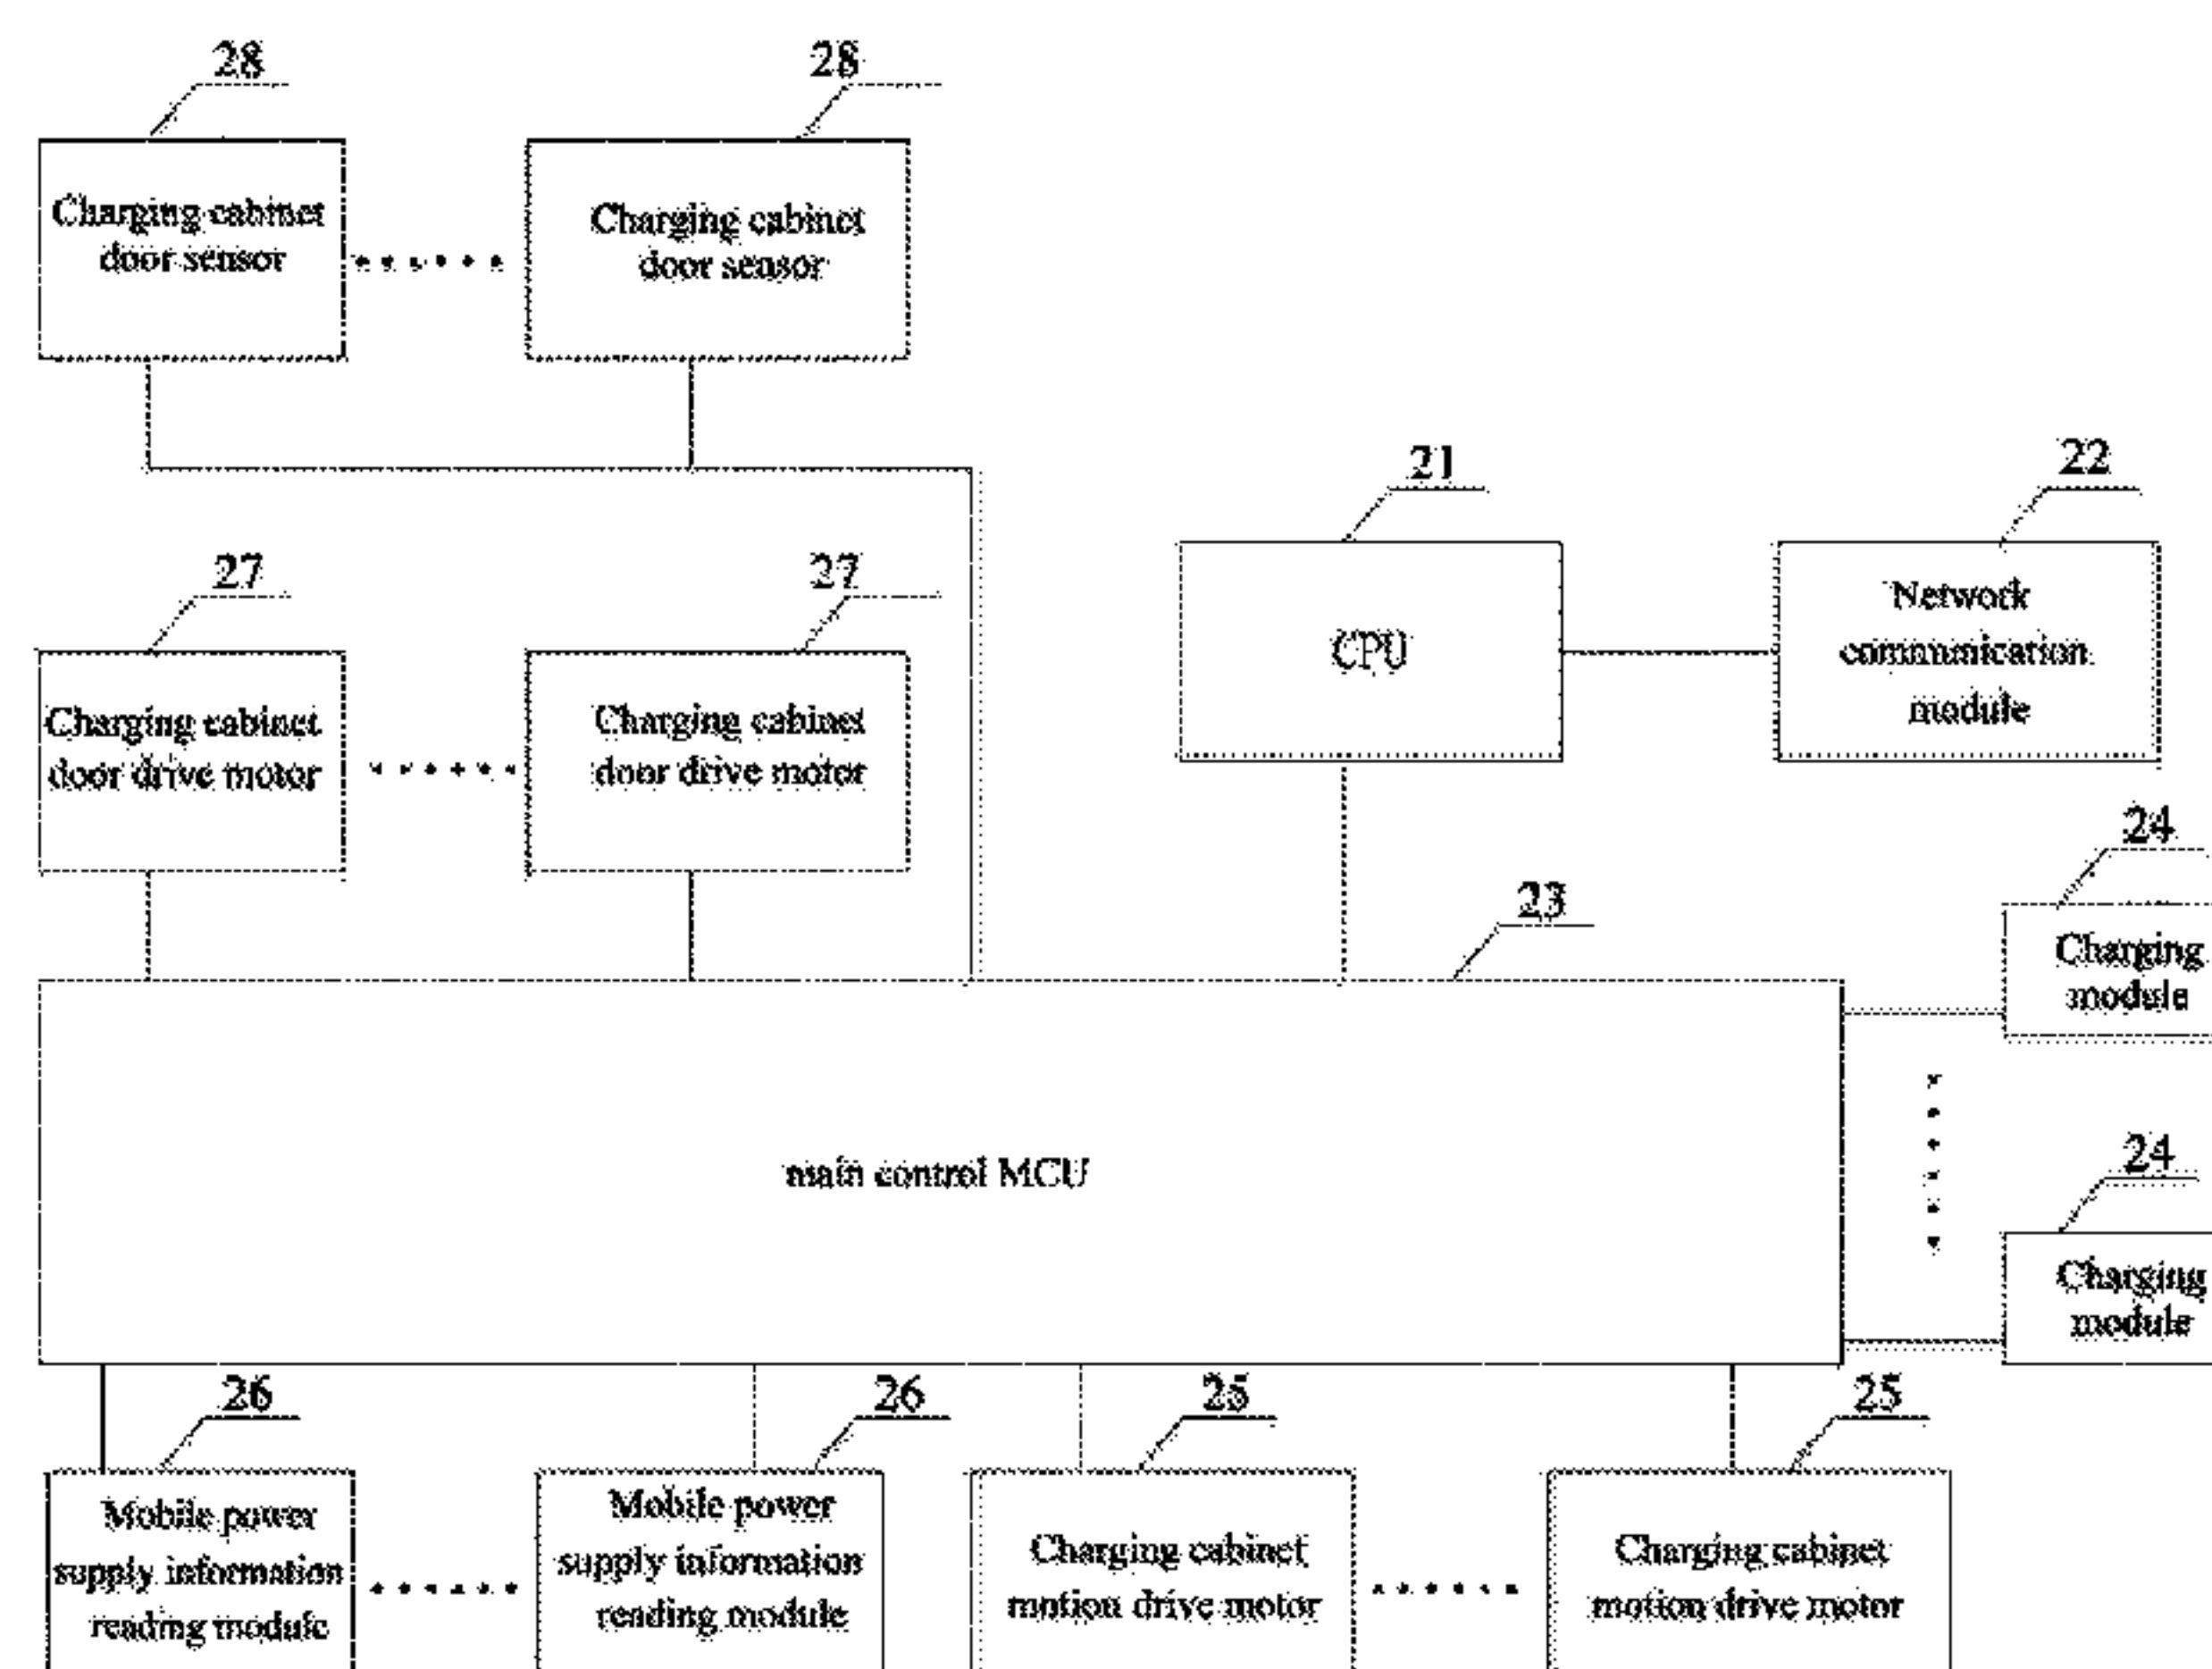 28
28
Charging cabinet
door sensor
Charging cabinet
door sensor
21
22
27
27
Charging cabinet
door drive motor
Charging cabinet
door drive motor
CPU
Network
communication
module
24
23
Charging
module
main control MCU
24
Charging
module
26
26
25
25
Mobile power
supply information
reading module
Mobile power
supply information
reading module
Charging cabinet
motion drive motor
Charging cabinet
motion drive motor